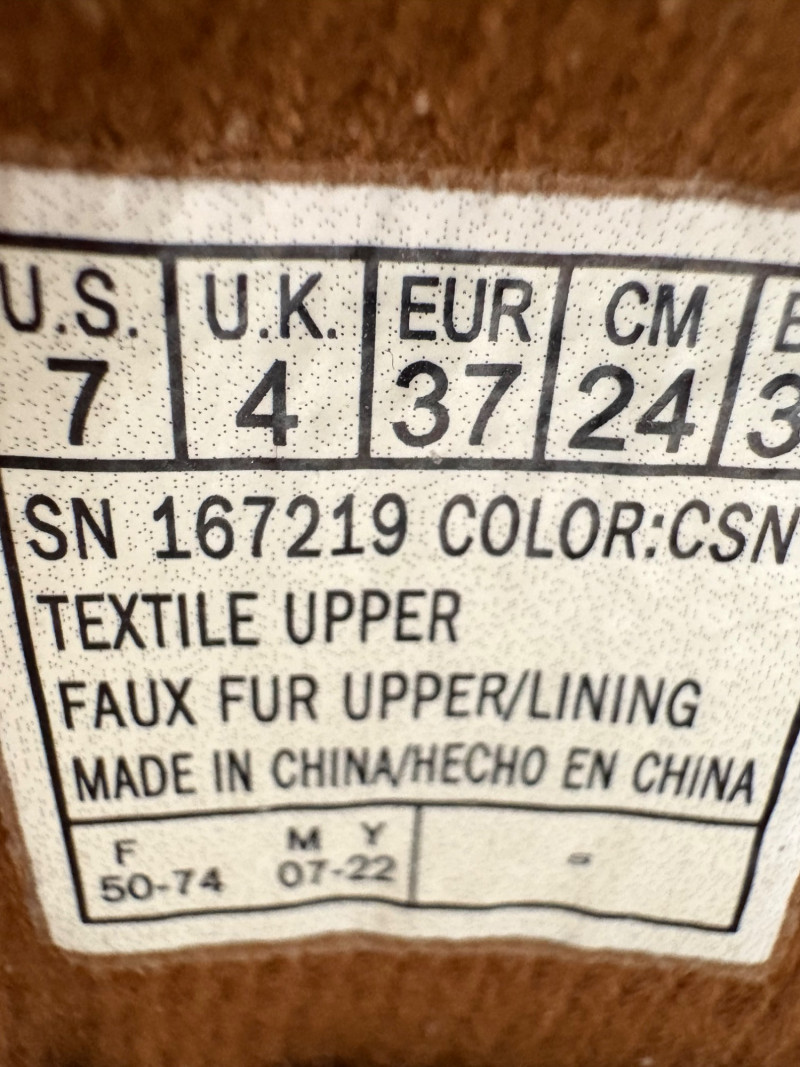 U.S. U.K. EUR CM
7 4 37 24 3
SN 167219 COLOR:CSN
TEXTILE UPPER
FAUX FUR UPPER/LINING
MADE IN CHINA/HECHO EN CHINA
F M Y
50-74 07-22